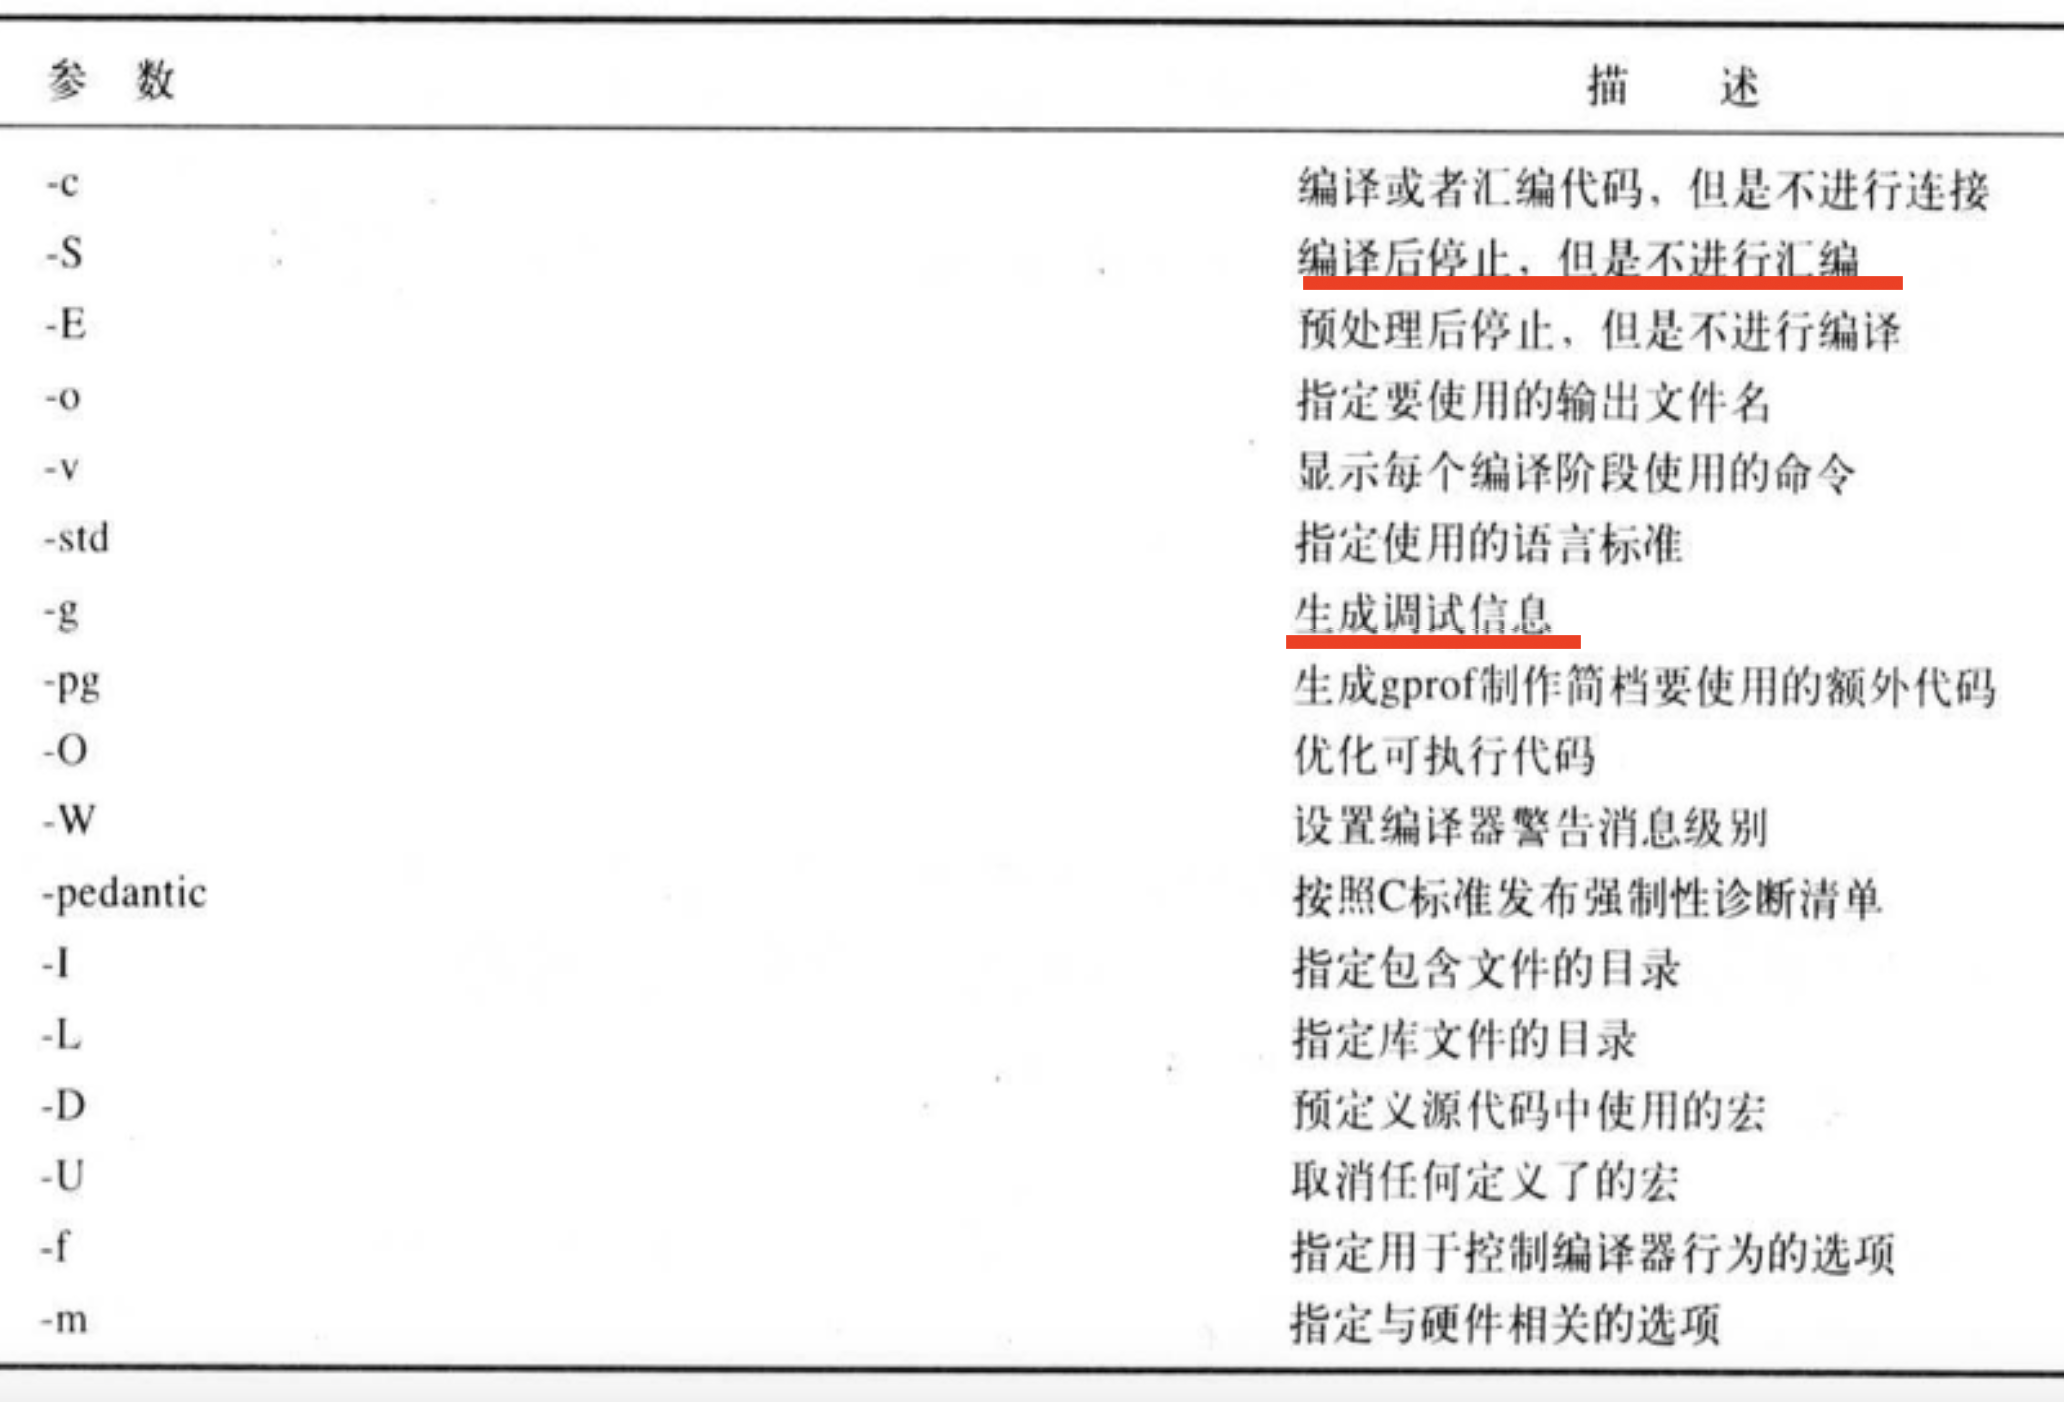 参 数 描 述
-c 编译或者汇编代码，但是不进行连接
-S 编译后停止，但是不进行汇编
-E 预处理后停止，但是不进行编译
-o 指定要使用的输出文件名
-v 显示每个编译阶段使用的命令
-std 指定使用的语言标准
-g 生成调试信息
-pg 生成gprof制作简档要使用的额外代码
-O 优化可执行代码
-W 设置编译器警告消息级别
-pedantic 按照C标准发布强制性诊断清单
-I 指定包含文件的目录
-L 指定库文件的目录
-D 预定义源代码中使用的宏
-U 取消任何定义了的宏
-f 指定用于控制编译器行为的选项
-m 指定与硬件相关的选项